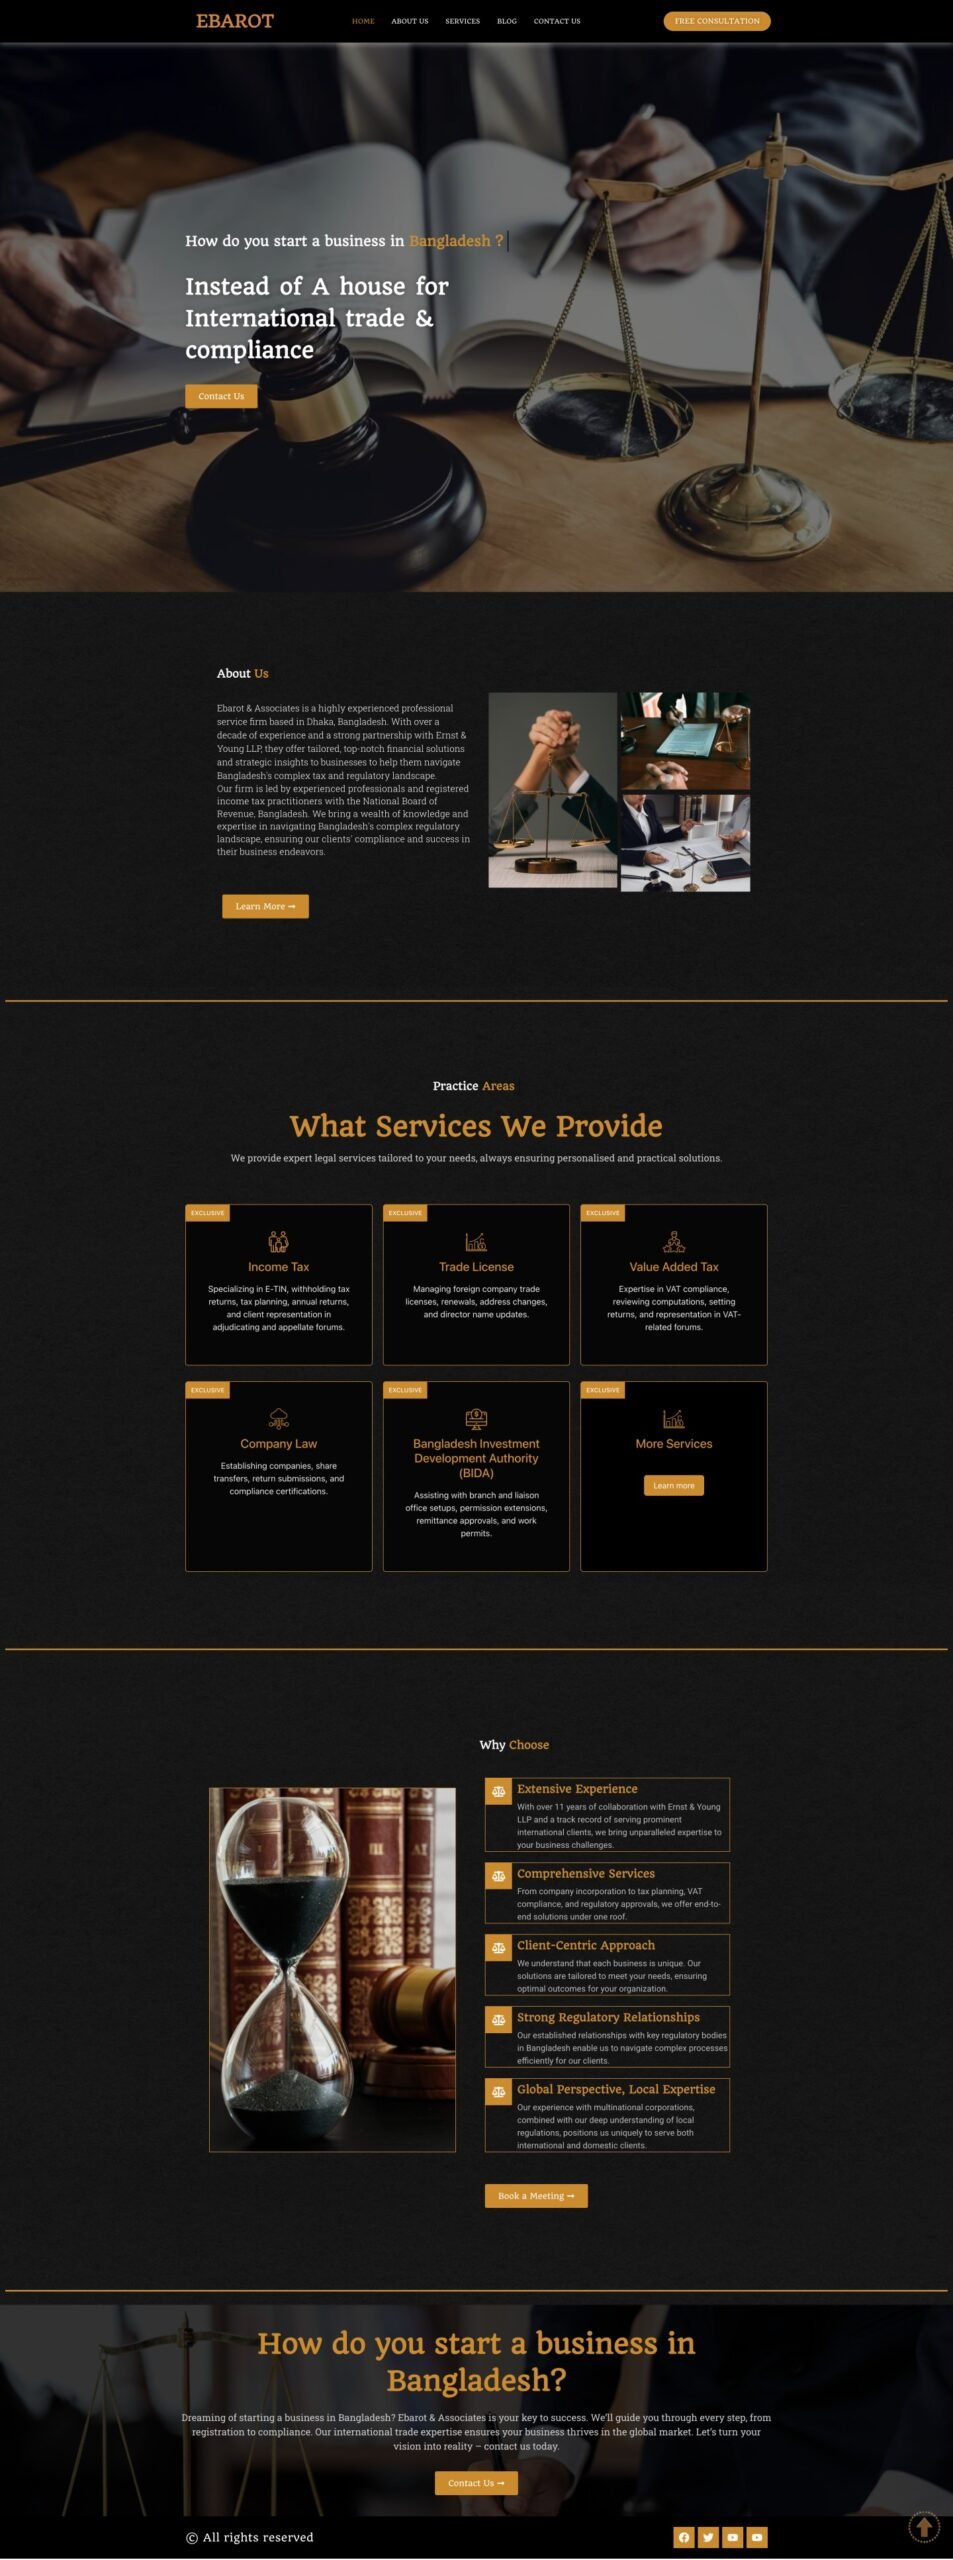 EBAROT
HOME ABOUT US SERVICES BLOG CONTACT US
FREE CONSULTATION
How do you start a business in Bangladesh ?
Instead of A house for
International trade &
compliance
Contact Us
About Us
Ebarot & Associates is a highly experienced professional
service firm based in Dhaka, Bangladesh. With over a
decade of experience and a strong partnership with Ernst &
Young LLP, they offer tailored, top-notch financial solutions
and strategic insights to businesses to help them navigate
Bangladesh's complex tax and regulatory landscape.
Our firm is led by experienced professionals and registered
income tax practitioners with the National Board of
Revenue, Bangladesh. We bring a wealth of knowledge and
expertise in navigating Bangladesh's complex regulatory
landscape, ensuring our clients' compliance and success in
their business endeavors.
Learn More
Practice Areas
What Services We Provide
We provide expert legal services tailored to your needs, always ensuring personalised and practical solutions.
EXCLUSIVE
Income Tax
Specializing in E-TIN, withholding tax
returns, tax planning, annual returns,
and client representation in
adjudicating and appellate forums.
EXCLUSIVE
Trade License
Managing foreign company trade
licenses, renewals, address changes,
and director name updates.
EXCLUSIVE
Value Added Tax
Expertise in VAT compliance,
reviewing computations, setting
returns, and representation in VAT-
related forums.
EXCLUSIVE
Company Law
Establishing companies, share
transfers, return submissions, and
compliance certifications.
EXCLUSIVE
Bangladesh Investment
Development Authority
(BIDA)
Assisting with branch and liaison
office setups, permission extensions,
remittance approvals, and work
permits.
EXCLUSIVE
More Services
Learn more
Why Choose
Extensive Experience
With over 11 years of collaboration with Ernst & Young
LLP and a track record of serving prominent
international clients, we bring unparalleled expertise to
your business challenges.
Comprehensive Services
From company incorporation to tax planning, VAT
compliance, and regulatory approvals, we offer end-to-
end solutions under one roof.
Client-Centric Approach
We understand that each business is unique. Our
solutions are tailored to meet your needs, ensuring
optimal outcomes for your organization.
Strong Regulatory Relationships
Our established relationships with key regulatory bodies
in Bangladesh enable us to navigate complex processes
efficiently for our clients.
Global Perspective, Local Expertise
Our experience with multinational corporations,
combined with our deep understanding of local
regulations, positions us uniquely to serve both
international and domestic clients.
Book a Meeting
How do you start a business in
Bangladesh?
Dreaming of starting a business in Bangladesh? Ebarot & Associates is your key to success. We'll guide you through every step, from
registration to compliance. Our international trade expertise ensures your business thrives in the global market. Let's turn your
vision into reality – contact us today.
Contact Us
© All rights reserved